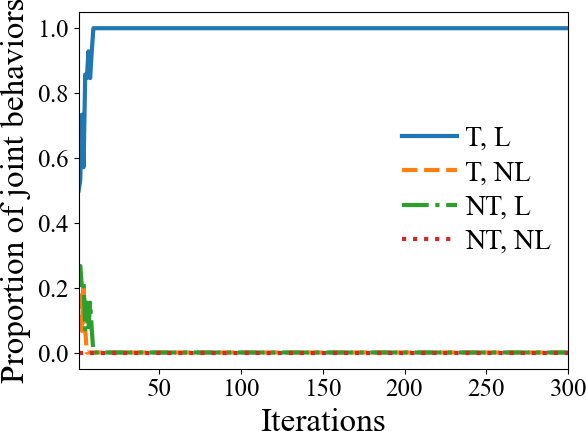 Proportion of joint behaviors
1.0
0.8
0.6
0.4
0.2
0.0
T, L
T, NL
NT, L
NT, NL
50 100 150 200 250 300
Iterations